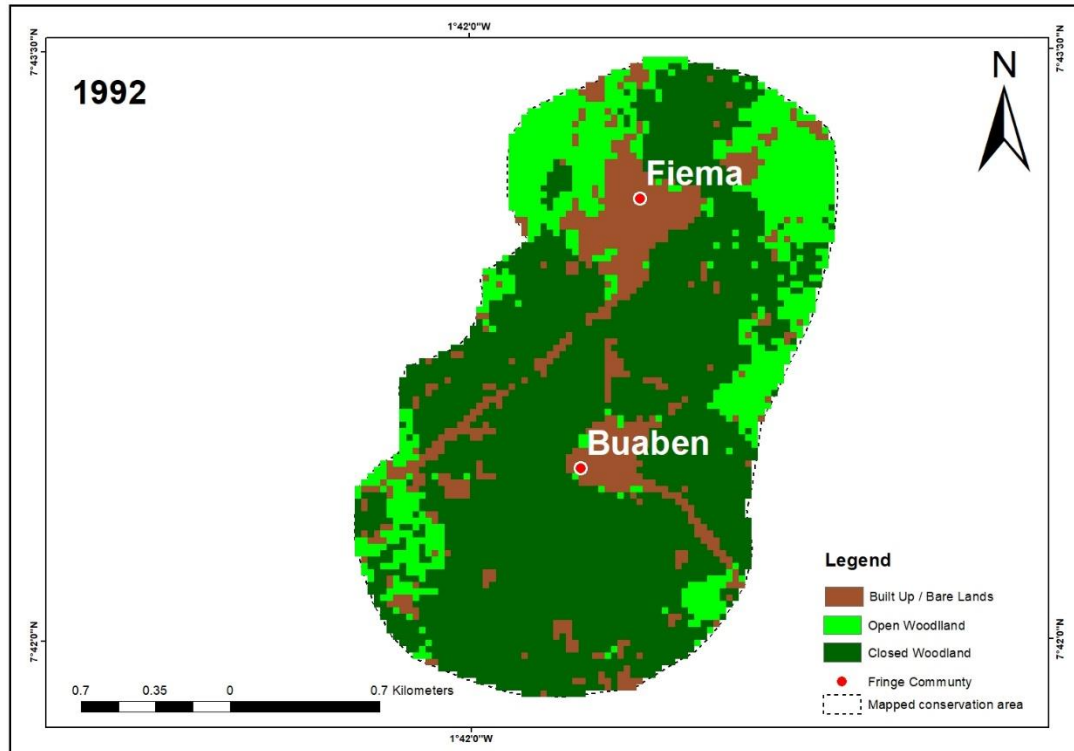 1°42'0"W
7°43'30"N
7°43'30"N
1992
N
Fiema
Buaben
Legend
Built Up / Bare Lands
Open Woodlland
Closed Woodland
Fringe Communty
Mapped conservation area
7°42'0"N
7°42'0"N
0.7 0.35 0 0.7 Kilometers
1°42'0"W